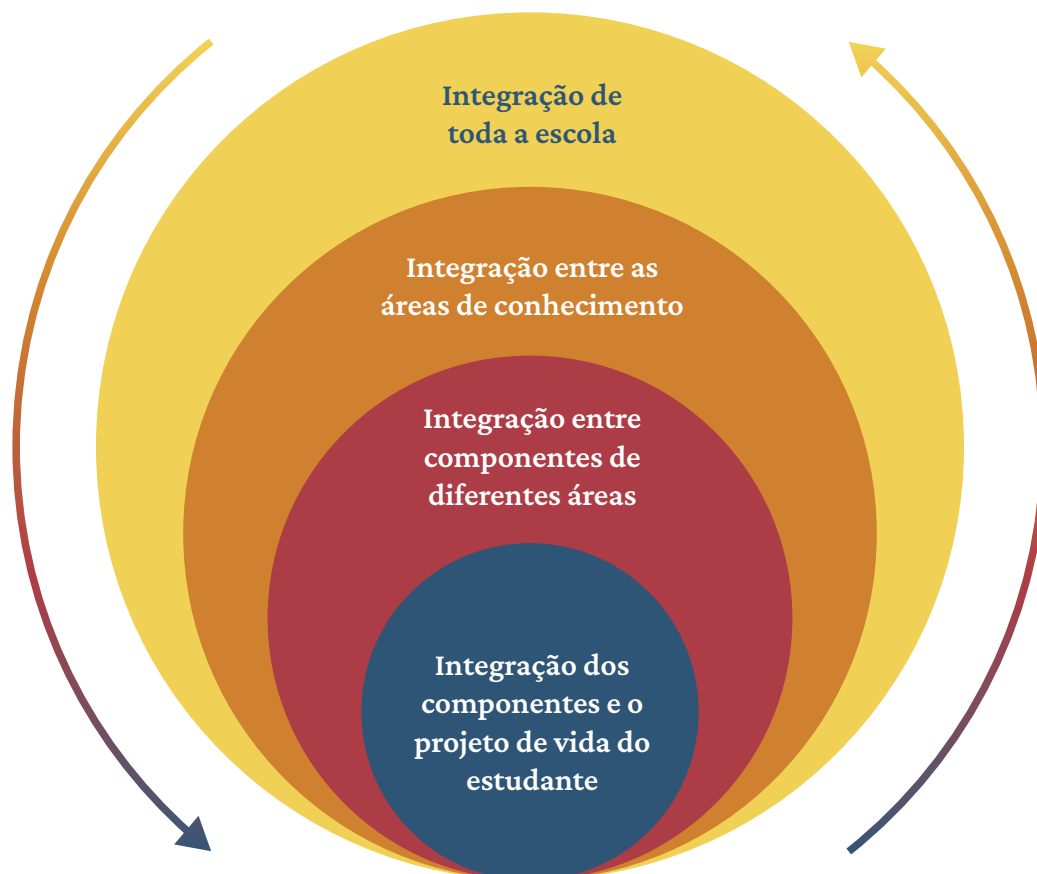 Integração de
toda a escola
Integração entre as
áreas de conhecimento
Integração entre
componentes de
diferentes áreas
Integração dos
componentes e o
projeto de vida do
estudante